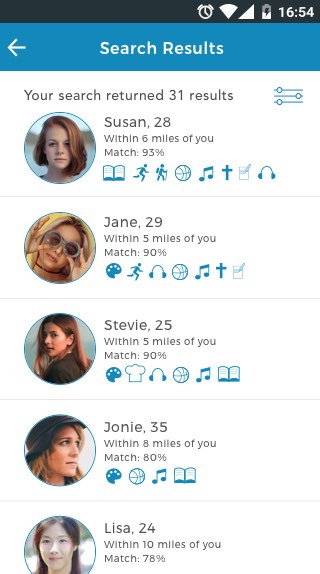 16:54
Search Results
Your search returned 31 results
Susan, 28
Within 6 miles of you
Match: 93%
Jane, 29
Within 5 miles of you
Match: 90%
Stevie, 25
Within 5 miles of you
Match: 90%
Jonie, 35
Within 8 miles of you
Match: 80%
Lisa, 24
Within 10 miles of you
Match: 78%